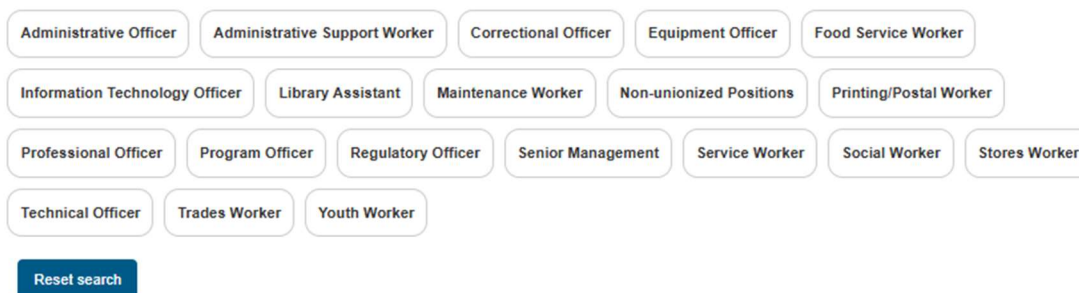 Administrative Officer Administrative Support Worker Correctional Officer Equipment Officer Food Service Worker
Information Technology Officer Library Assistant Maintenance Worker Non-unionized Positions Printing/Postal Worker
Professional Officer Program Officer Regulatory Officer Senior Management Service Worker Social Worker Stores Worker
Technical Officer Trades Worker Youth Worker
Reset search